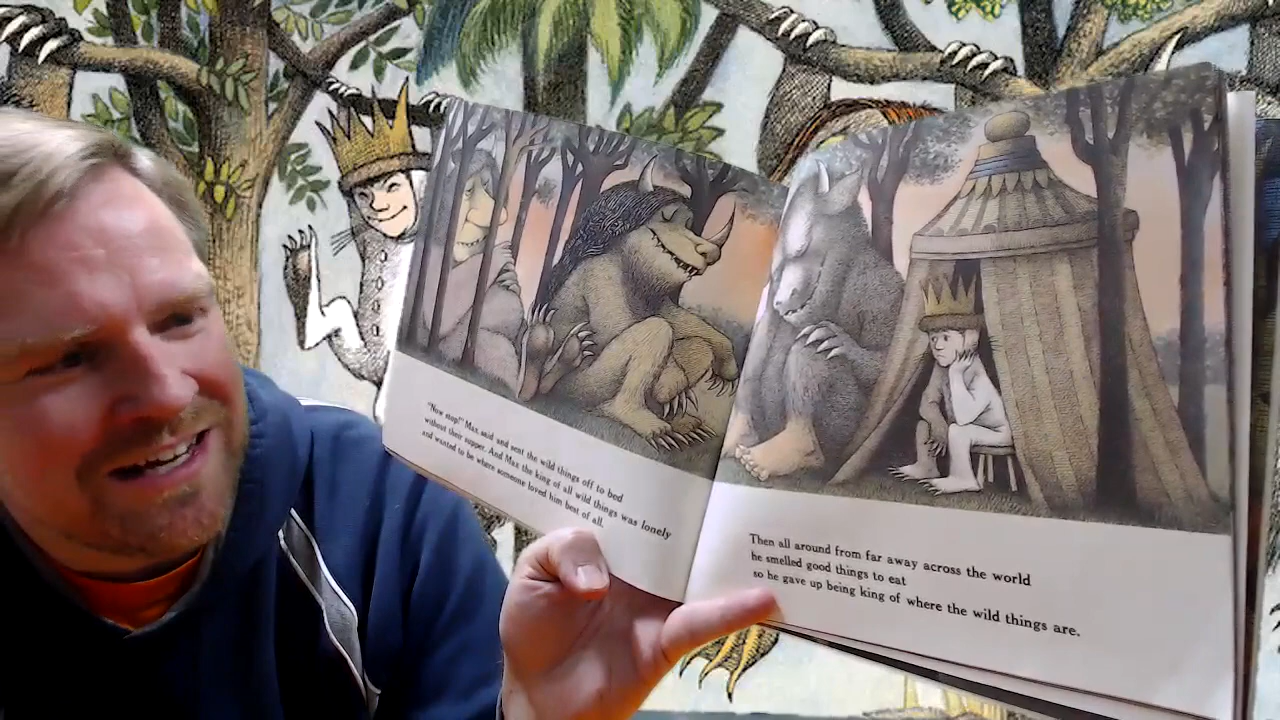 "Now stop!" Max said and sent the wild things off to bed
without their supper. And Max the king of all wild things was lonely
and wanted to be where someone loved him best of all.
Then all around from far away across the world
he smelled good things to eat
so he gave up being king of where the wild things are.